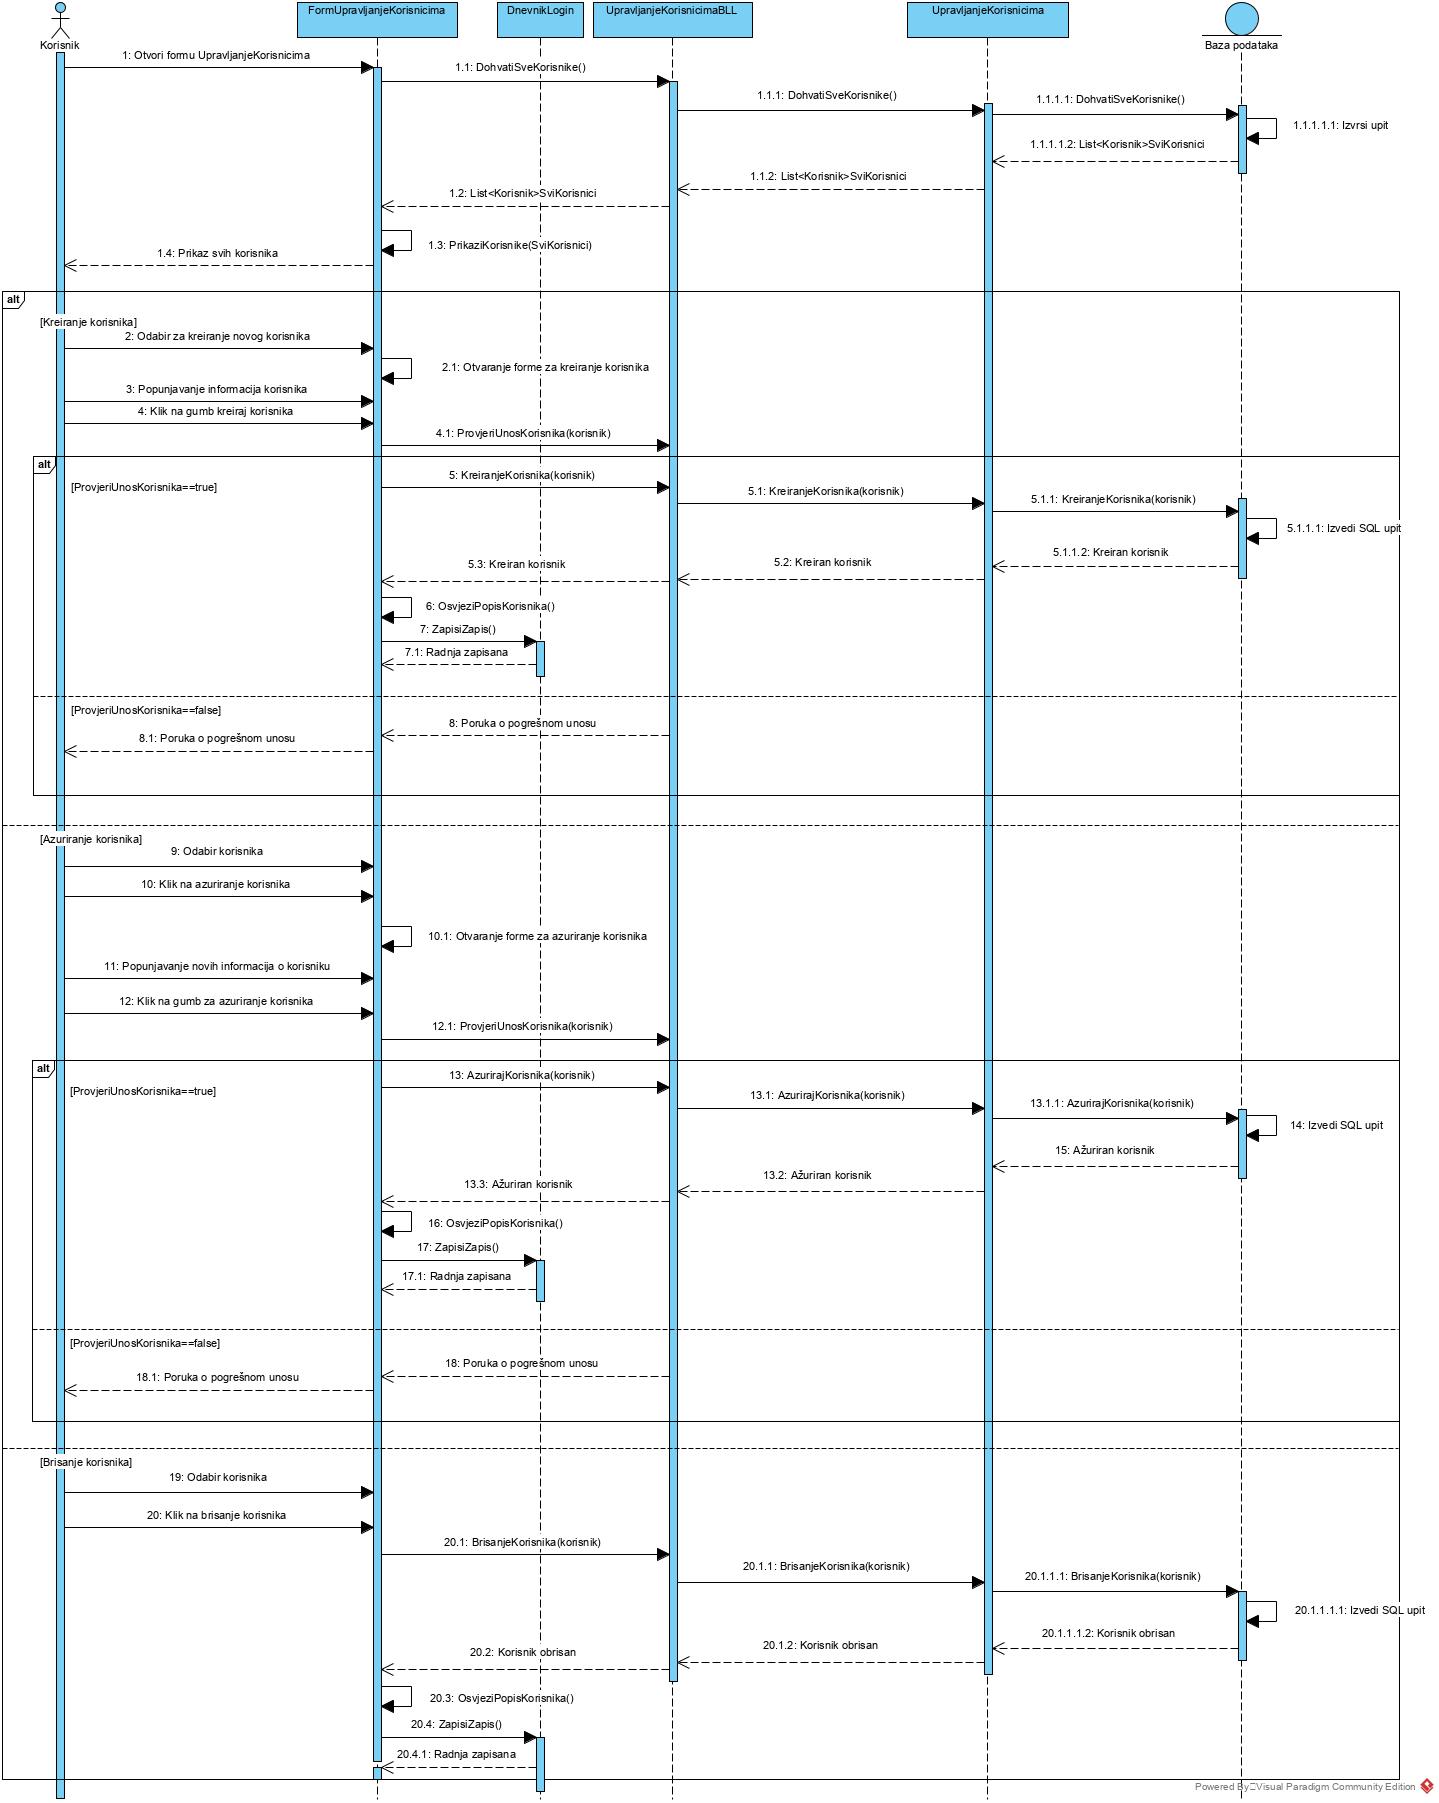 FormUpravljanjeKorisnicima
DnevnikLogin
UpravljanjeKorisnicimaBLL
UpravljanjeKorisnicima
Korisnik
Baza podataka
1: Otvori formu UpravljanjeKorisnicima
1.1: DohvatiSveKorisnike()
1.1.1: DohvatiSveKorisnike()
1.1.1.1: DohvatiSveKorisnike()
1.1.1.1.1: Izvrsi upit
1.1.1.1.2: List<Korisnik>SviKorisnici
1.1.2: List<Korisnik>SviKorisnici
1.2: List<Korisnik>SviKorisnici
1.3: PrikaziKorisnike(SviKorisnici)
1.4: Prikaz svih korisnika
alt
[Kreiranje korisnika]
2: Odabir za kreiranje novog korisnika
2.1: Otvaranje forme za kreiranje korisnika
3: Popunjavanje informacija korisnika
4: Klik na gumb kreiraj korisnika
4.1: ProvjeriUnosKorisnika(korisnik)
alt
[ProvjeriUnosKorisnika==true]
5: KreiranjeKorisnika(korisnik)
5.1: KreiranjeKorisnika(korisnik)
5.1.1: KreiranjeKorisnika(korisnik)
5.1.1.1: Izvedi SQL upit
5.1.1.2: Kreiran korisnik
5.2: Kreiran korisnik
5.3: Kreiran korisnik
6: OsvjeziPopisKorisnika()
7: ZapisiZapis()
7.1: Radnja zapisana
[ProvjeriUnosKorisnika==false]
8: Poruka o pogrešnom unosu
8.1: Poruka o pogrešnom unosu
[Azuriranje korisnika]
9: Odabir korisnika
10: Klik na azuriranje korisnika
10.1: Otvaranje forme za azuriranje korisnika
11: Popunjavanje novih informacija o korisniku
12: Klik na gumb za azuriranje korisnika
12.1: ProvjeriUnosKorisnika(korisnik)
alt
[ProvjeriUnosKorisnika==true]
13: AzurirajKorisnika(korisnik)
13.1: AzurirajKorisnika(korisnik)
13.1.1: AzurirajKorisnika(korisnik)
14: Izvedi SQL upit
15: Ažuriran korisnik
13.2: Ažuriran korisnik
13.3: Ažuriran korisnik
16: OsvjeziPopisKorisnika()
17: ZapisiZapis()
17.1: Radnja zapisana
[ProvjeriUnosKorisnika==false]
18: Poruka o pogrešnom unosu
18.1: Poruka o pogrešnom unosu
[Brisanje korisnika]
19: Odabir korisnika
20: Klik na brisanje korisnika
20.1: BrisanjeKorisnika(korisnik)
20.1.1: BrisanjeKorisnika(korisnik)
20.1.1.1: BrisanjeKorisnika(korisnik)
20.1.1.1.1: Izvedi SQL upit
20.1.1.1.2: Korisnik obrisan
20.1.2: Korisnik obrisan
20.2: Korisnik obrisan
20.3: OsvjeziPopisKorisnika()
20.4: ZapisiZapis()
20.4.1: Radnja zapisana
Powered By Visual Paradigm Community Edition